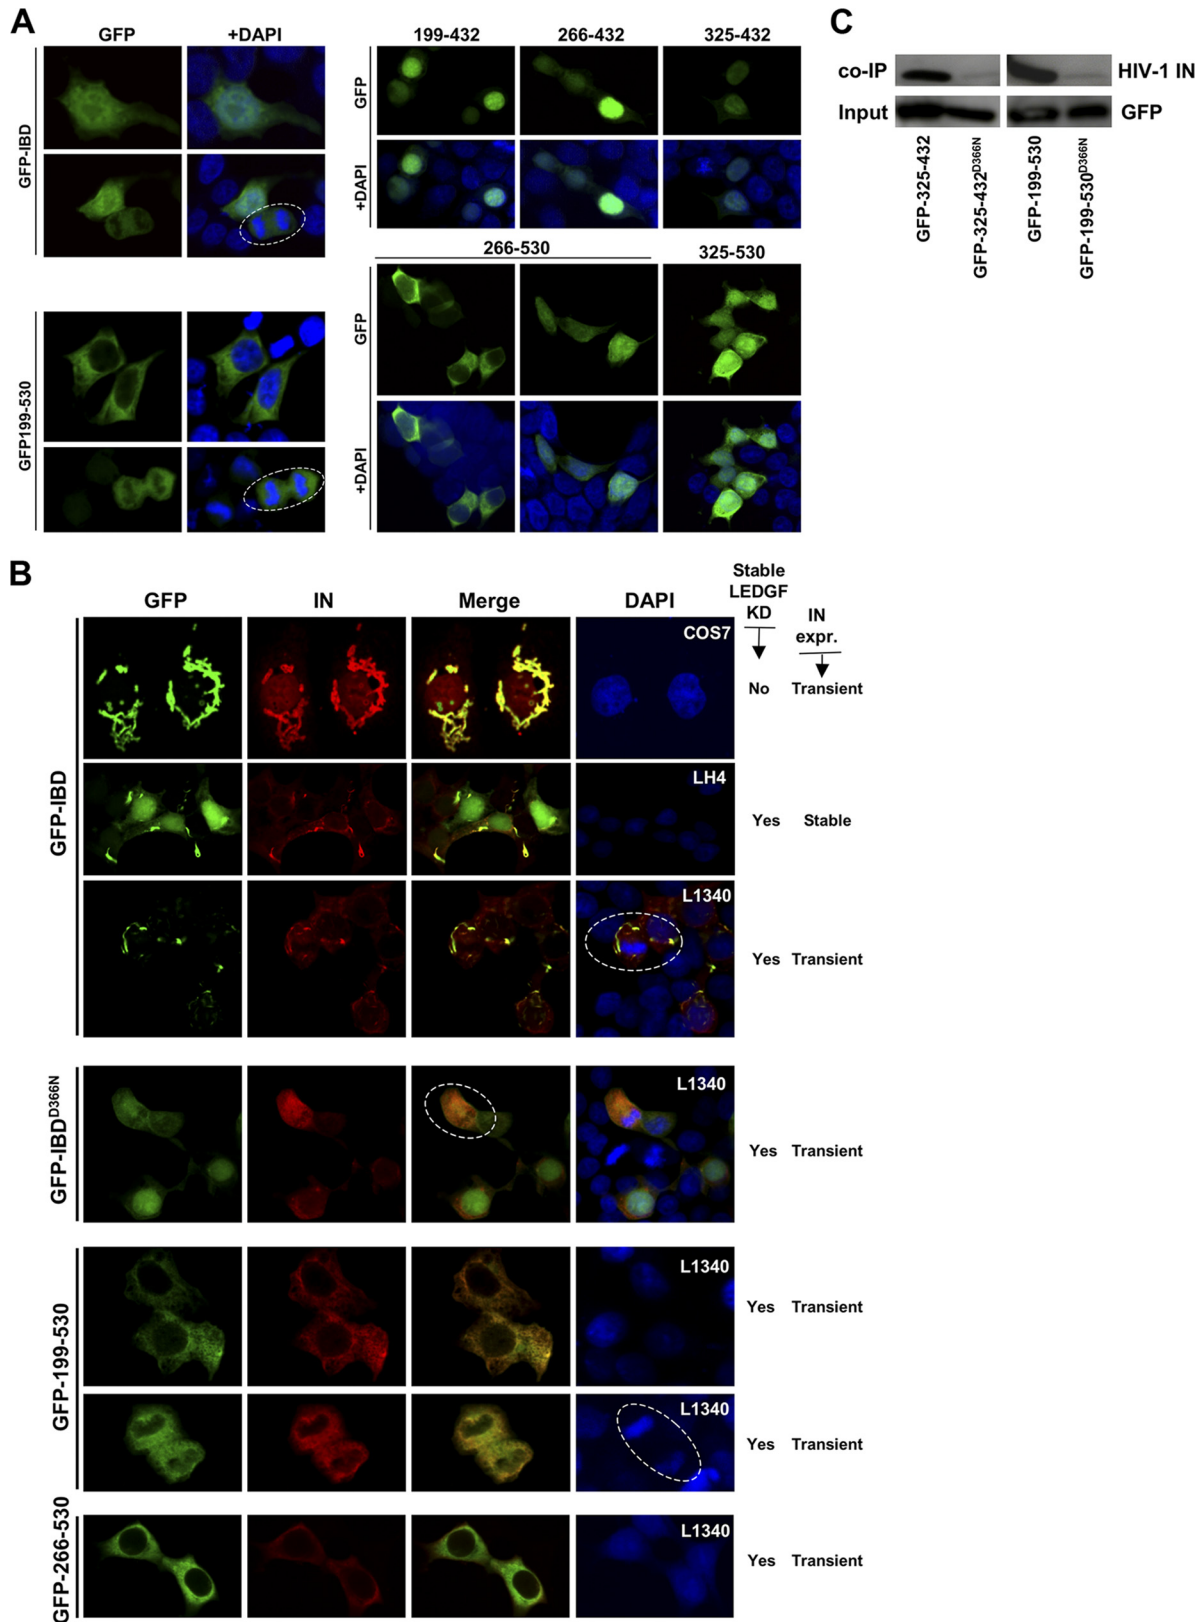 A
GFP
+DAPI
GFP-IBD
GFP199-530
199-432
266-432
325-432
GFP
+DAPI
266-530
325-530
GFP
+DAPI
C
co-IP
HIV-1 IN
Input
GFP
GFP-325-432
GFP-325-432D366N
GFP-199-530
GFP-199-530D366N
B
GFP
IN
Merge
DAPI
Stable
LEDGF
KD
IN
expr.
GFP-IBD
COS7
No
Transient
LH4
Yes
Stable
L1340
Yes
Transient
GFP-IBDD366N
L1340
Yes
Transient
GFP-199-530
L1340
Yes
Transient
L1340
Yes
Transient
GFP-266-530
L1340
Yes
Transient